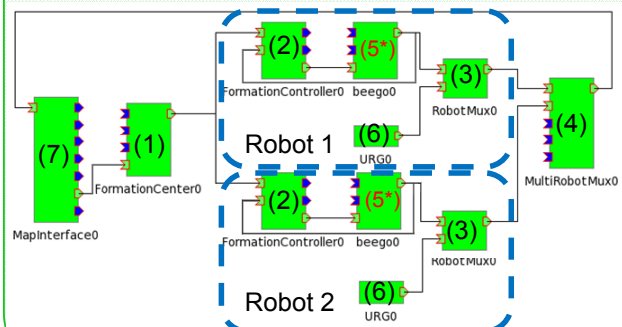 (2)
(5*)
FormationController0
beego0
(3)
RobotMux0
(6)
URG0
Robot 1
(7)
MapInterface0
(1)
FormationCenter0
(4)
MultiRobotMux0
(2)
(5*)
FormationController0
beego0
(3)
RobotMux0
(6)
URG0
Robot 2